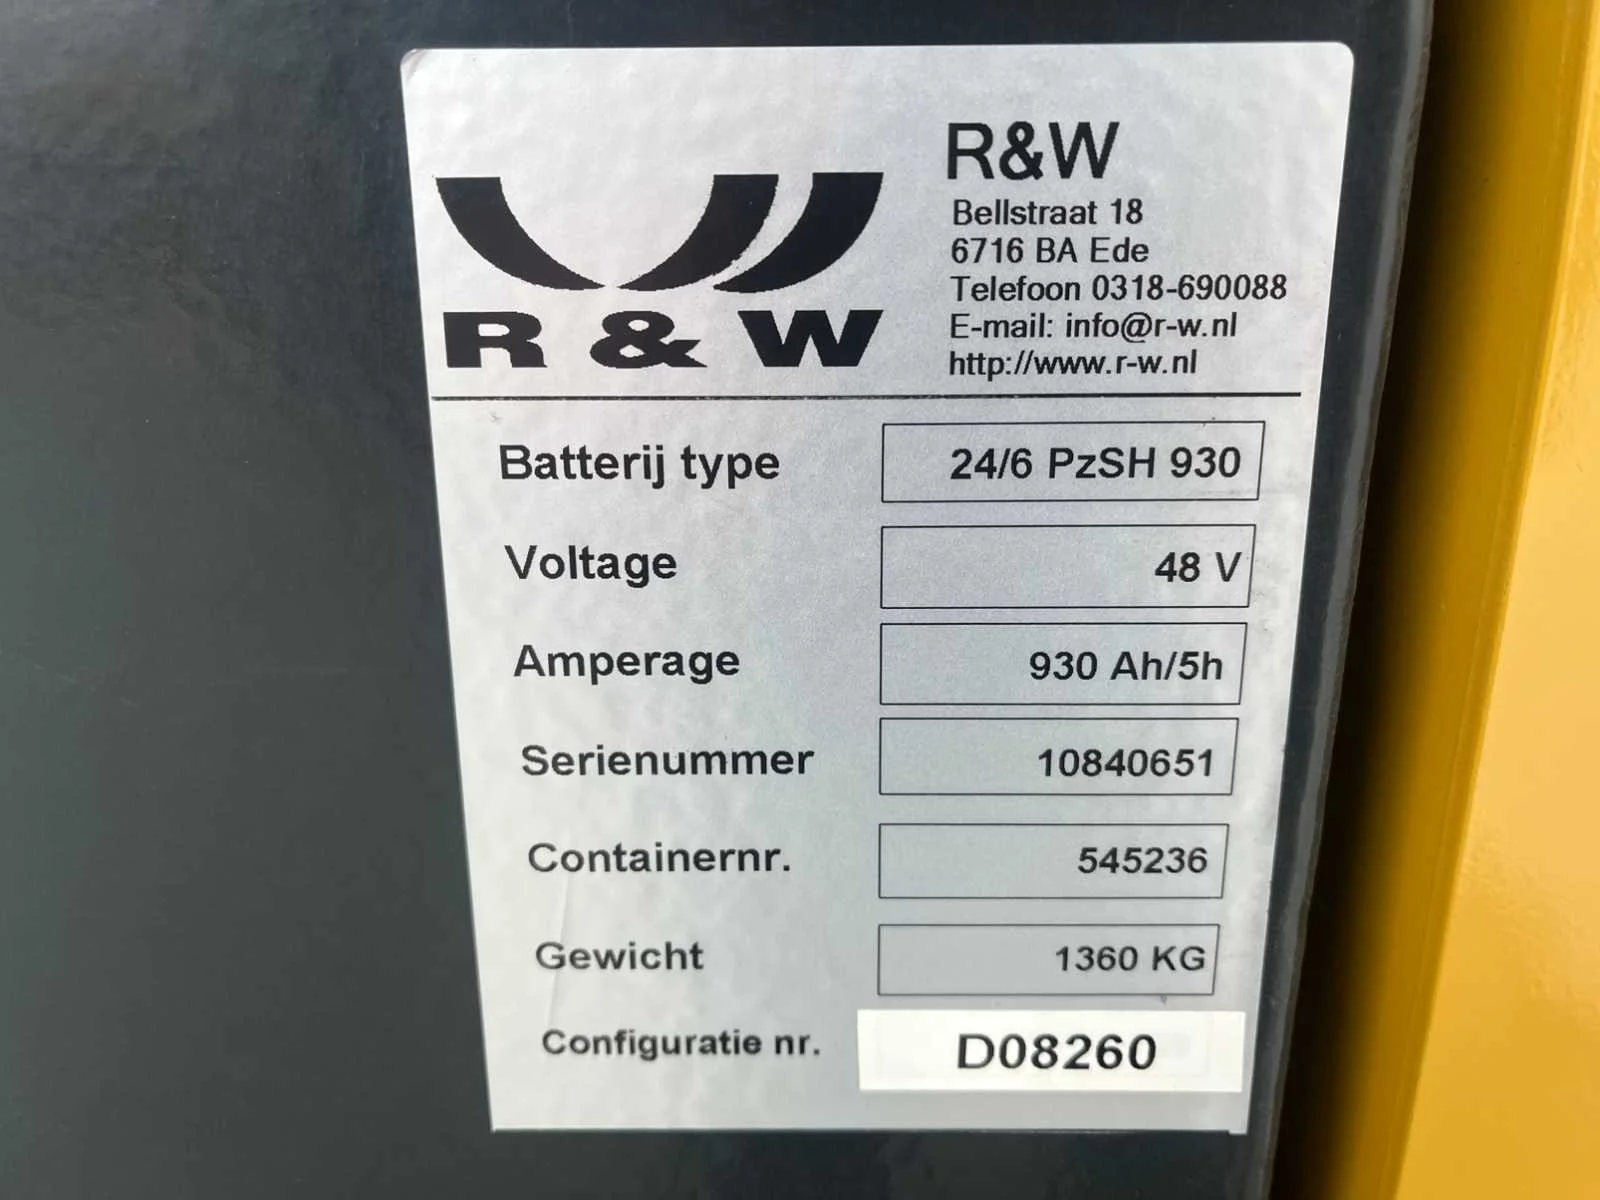 R & W
R&W
Bellstraat 18
6716 BA Ede
Telefoon 0318-690088
E-mail: info@r-w.nl
http://www.r-w.nl
Batterij type 24/6 PzSH 930
Voltage 48 V
Amperage 930 Ah/5h
Serienummer 10840651
Containernr. 545236
Gewicht 1360 KG
Configuratie nr. D08260